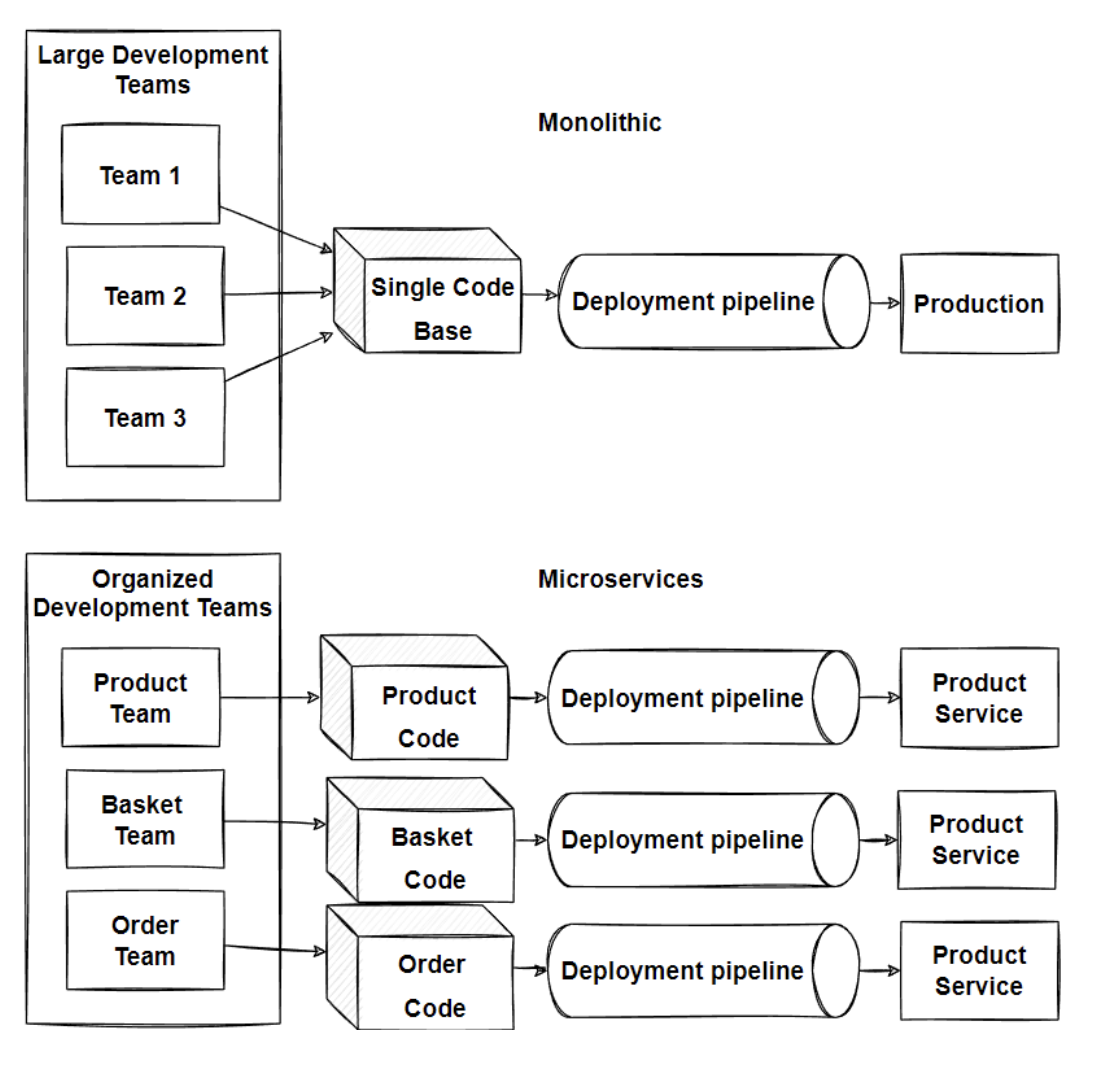 Large Development
Teams
Team 1
Team 2
Team 3
Monolithic
Single Code
Base
Deployment pipeline
Production
Organized
Development Teams
Microservices
Product
Team
Product
Code
Deployment pipeline
Product
Service
Basket
Team
Basket
Code
Deployment pipeline
Product
Service
Order
Team
Order
Code
Deployment pipeline
Product
Service